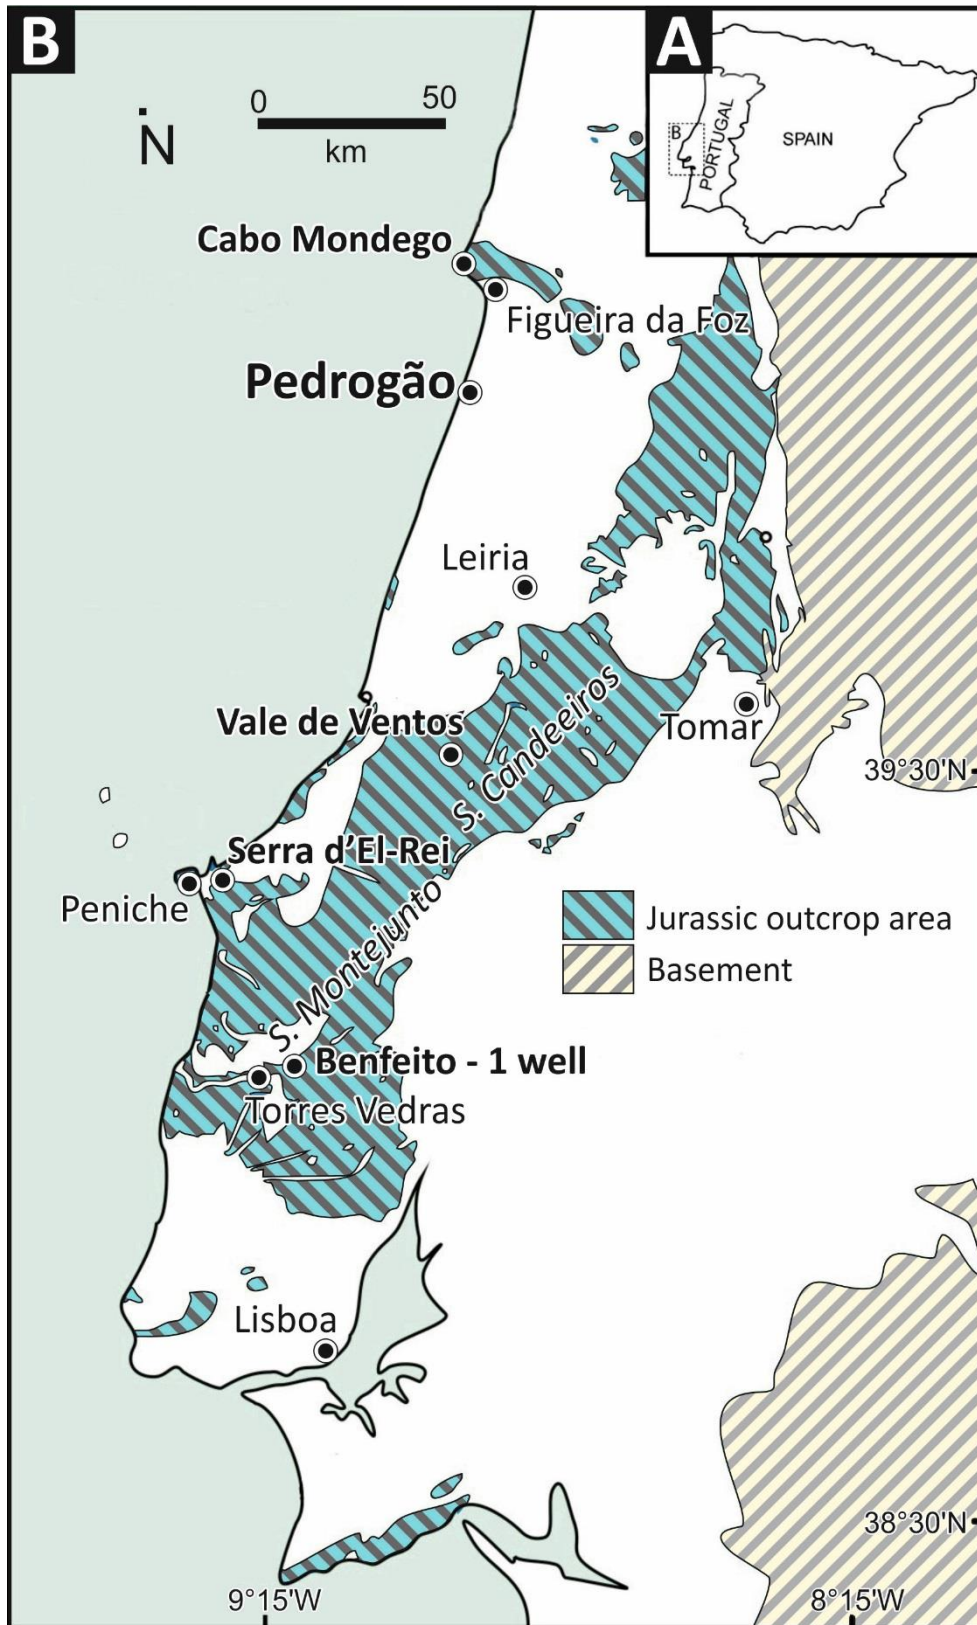 B
A
0 50
km
N
B
PORTUGAL
SPAIN
Cabo Mondego
Figueira da Foz
Pedrogão
Leiria
Vale de Ventos
S. Candeeiros
Tomar
39°30'N
Serra d'El-Rei
Peniche
Jurassic outcrop area
Basement
S. Montejunto
Benfeito - 1 well
Torres Vedras
Lisboa
38°30'N
9°15'W
8°15'W